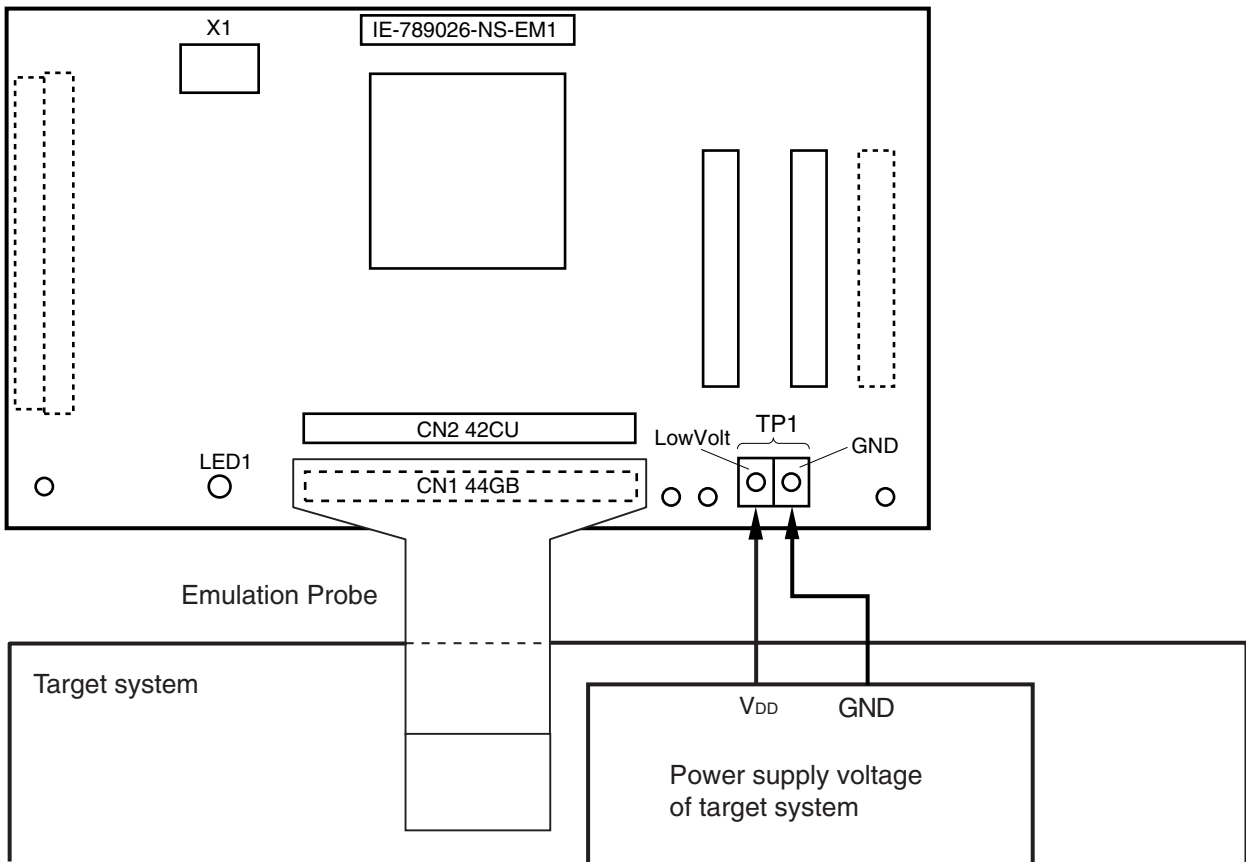 X1
IE-789026-NS-EM1
CN2 42CU
TP1
LowVolt
GND
LED1
CN1 44GB
Emulation Probe
Target system
VDD
GND
Power supply voltage
of target system